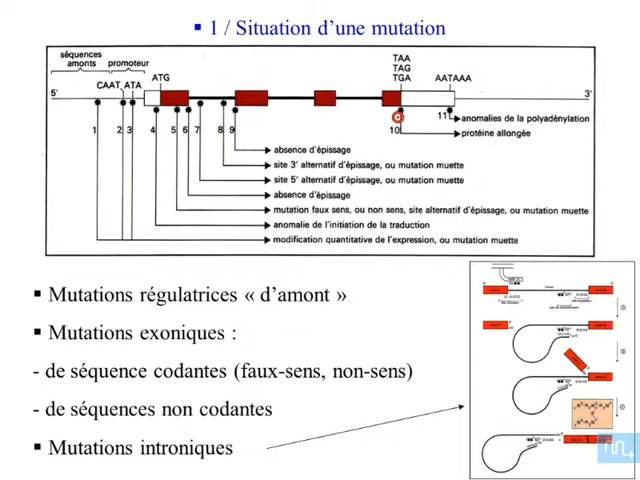 ▪ 1 / Situation d’une mutation
séquences
amonts
promoteur
TAA
TAG
TGA
CAAT ATA
ATG
AATAAA
5'
3'
1 2 3 4 5 6 7 8 9 10 11
anomalies de la polyadénylation
protéine allongée
absence d'épissage
site 3' alternatif d'épissage, ou mutation muette
site 5' alternatif d'épissage, ou mutation muette
absence d'épissage
mutation faux sens, ou non sens, site alternatif d'épissage, ou mutation muette
anomalie de l'initiation de la traduction
modification quantitative de l'expression, ou mutation muette
▪ Mutations régulatrices « d’amont »
▪ Mutations exoniques :
- de séquence codantes (faux-sens, non-sens)
- de séquences non codantes
▪ Mutations introniques